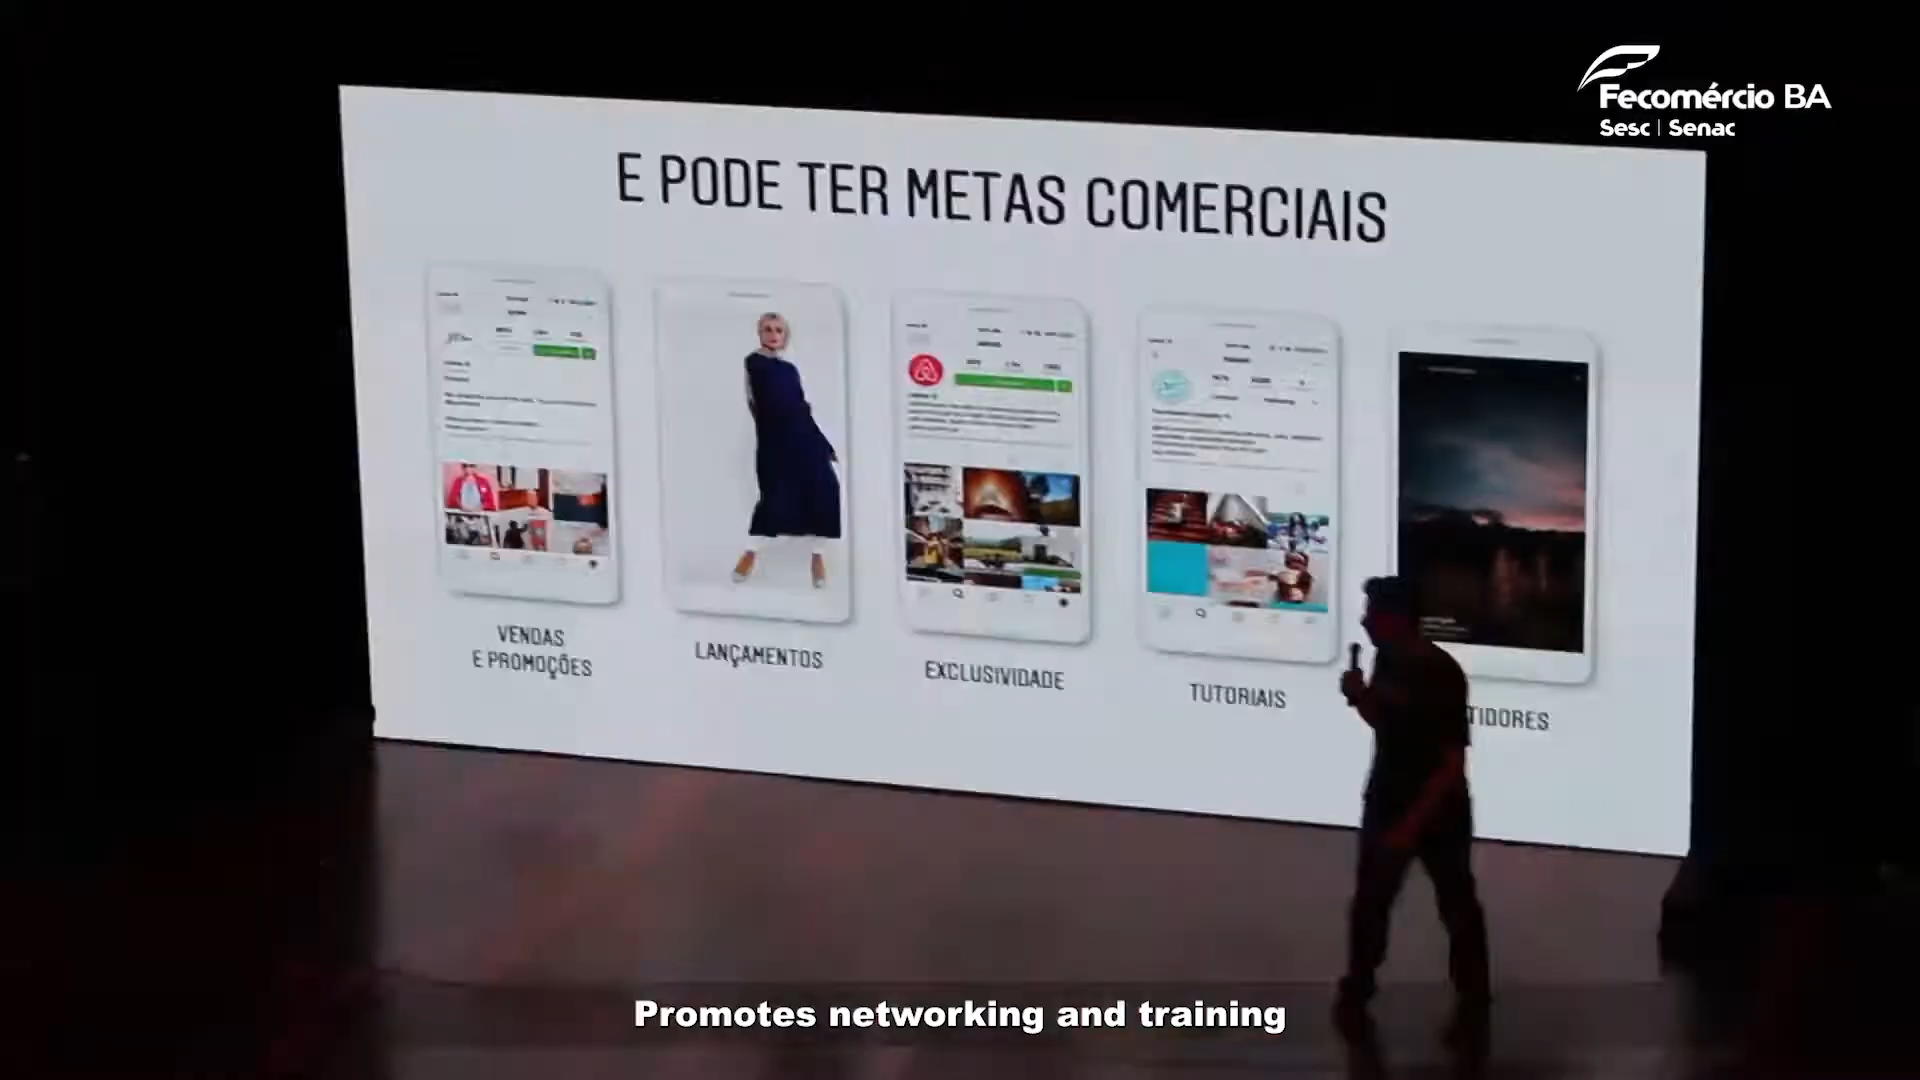 Fecomércio BA
Sesc | Senac
E PODE TER METAS COMERCIAIS
VENDAS
E PROMOÇÕES
LANÇAMENTOS
EXCLUSIVIDADE
TUTORIAIS
TIDORES
Promotes networking and training